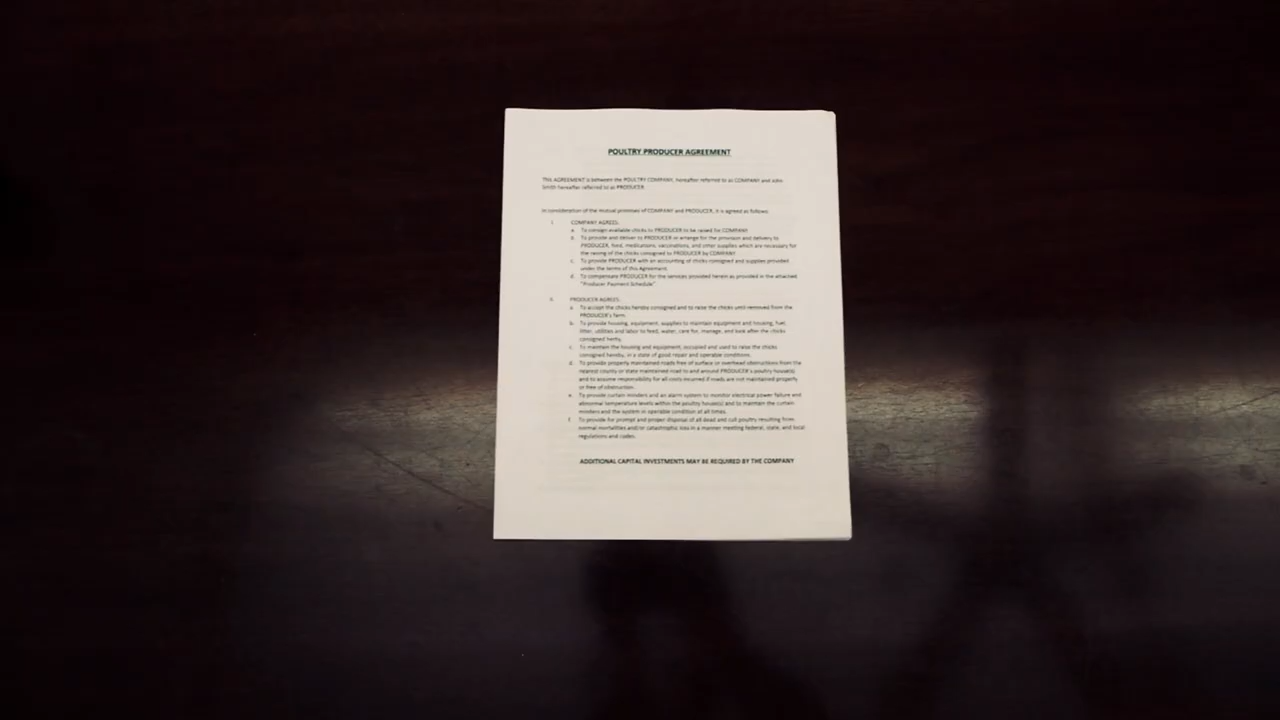 POULTRY PRODUCER AGREEMENT
THIS AGREEMENT is between the POULTRY COMPANY, hereafter referred to as COMPANY and John
Smith hereafter referred to as PRODUCER
In consideration of the mutual promises of COMPANY and PRODUCER, it is agreed as follows:
i. COMPANY AGREES:
a. To consign available chicks to PRODUCER to be raised for COMPANY.
b. To provide and deliver to PRODUCER or arrange for the provision and delivery to
PRODUCER, feed, medications, vaccinations, and other supplies which are necessary for
the raising of the chicks consigned to PRODUCER by COMPANY
c. To provide PRODUCER with an accounting of chicks consigned and supplies provided
under the terms of this Agreement.
d. To compensate PRODUCER for the services provided herein as provided in the attached
"Producer Payment Schedule"
ii. PRODUCER AGREES:
a. To accept the chicks hereby consigned and to raise the chicks until removed from the
PRODUCER's farm.
b. To provide housing, equipment, supplies to maintain equipment and housing, fuel,
litter, utilities and labor to feed, water, care for, manage, and look after the chicks
consigned
c. To maintain the housing and equipment, occupied and used to raise the chicks
consigned hereby, in a state of good repair and operable conditions.
d. To provide properly maintained roads free of surface or overhead obstructions from the
nearest county or state maintained road to and around PRODUCER's poultry house(s)
and to assume responsibility for all costs incurred if roads are not maintained properly
or free of obstruction.
e. To provide curtain minders and an alarm system to monitor electrical power failure and
abnormal temperature levels within the poultry house(s) and to maintain the curtain
minders and the system in operable condition at all times.
f. To provide for prompt and proper disposal of all dead and cull poultry resulting from
normal mortalities and/or catastrophic loss in a manner meeting federal, state, and local
regulations and codes.
ADDITIONAL CAPITAL INVESTMENTS MAY BE REQUIRED BY THE COMPANY